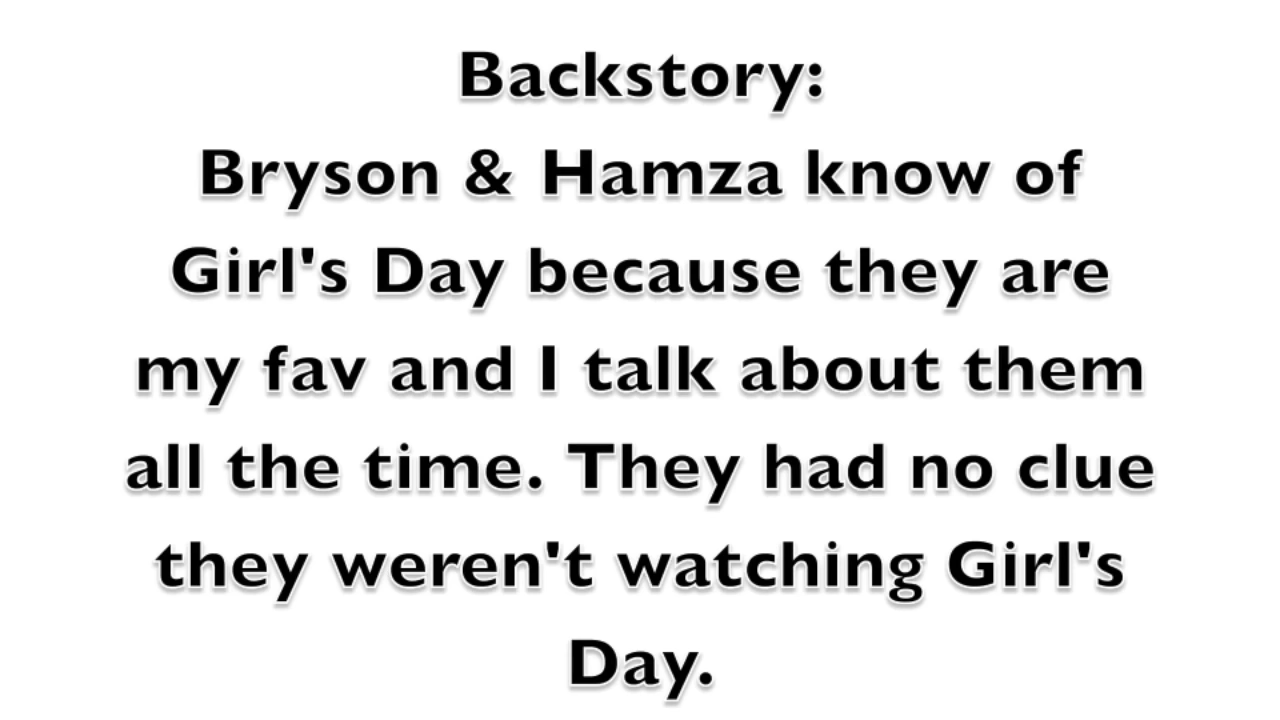 Backstory:
Bryson & Hamza know of
Girl's Day because they are
my fav and I talk about them
all the time. They had no clue
they weren't watching Girl's
Day.